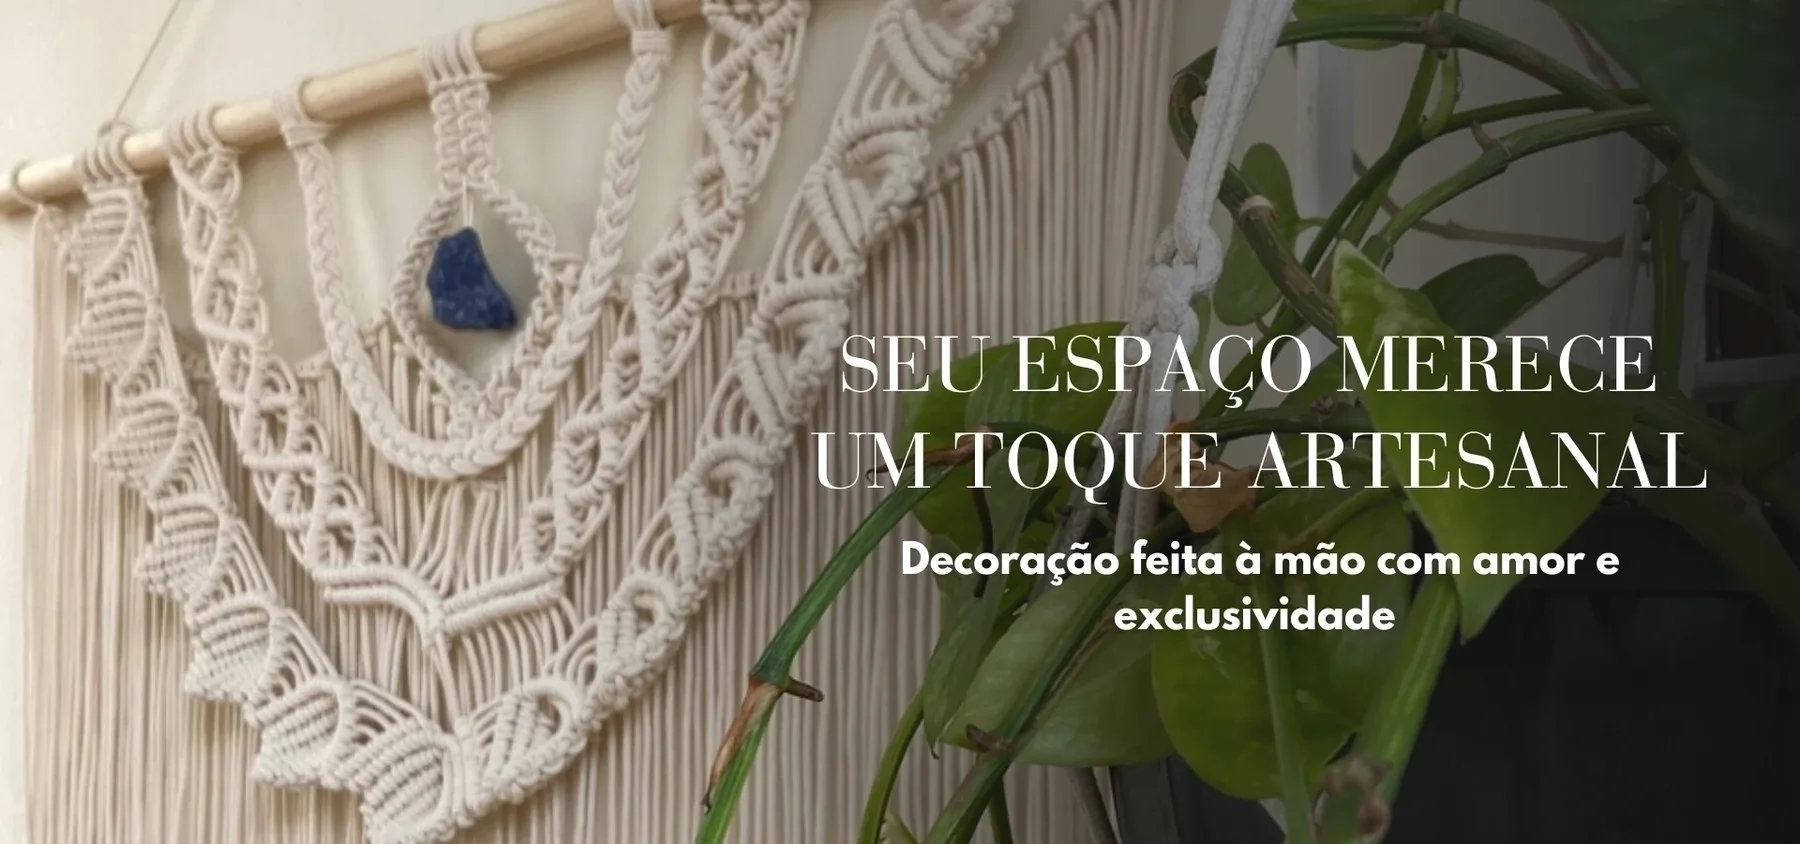 SEU ESPAÇO MERECE
UM TOQUE ARTESANAL
Decoração feita à mão com amor e
exclusividade